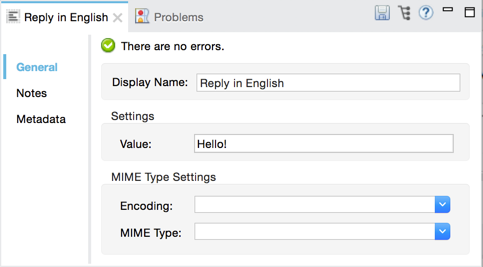 Reply in English
Problems
There are no errors.
General
Notes
Metadata
Display Name: Reply in English
Settings
Value: Hello!
MIME Type Settings
Encoding:
MIME Type: